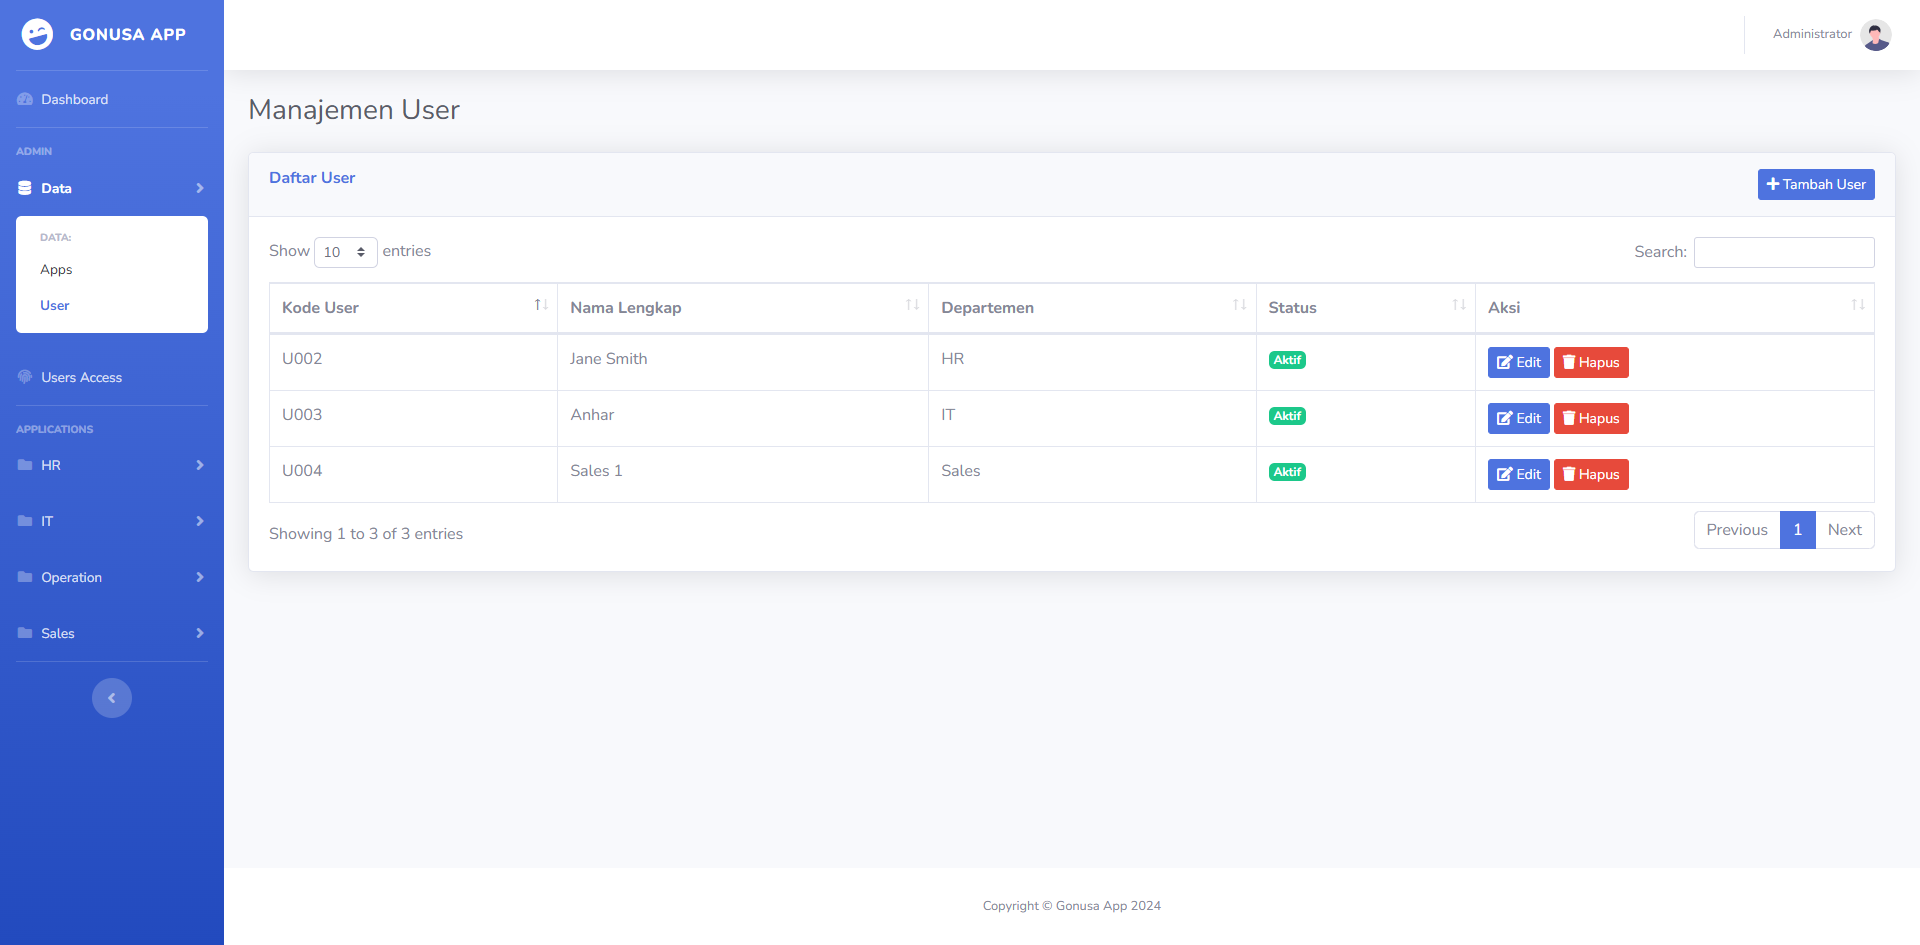 GONUSA APP
Administrator
Dashboard
ADMIN
Data
DATA:
Apps
User
Users Access
APPLICATIONS
HR
IT
Operation
Sales
Manajemen User
Daftar User
Tambah User
Show 10 entries
Search:
Kode User Nama Lengkap Departemen Status Aksi
U002 Jane Smith HR Aktif Edit Hapus
U003 Anhar IT Aktif Edit Hapus
U004 Sales 1 Sales Aktif Edit Hapus
Showing 1 to 3 of 3 entries
Previous 1 Next
Copyright © Gonusa App 2024